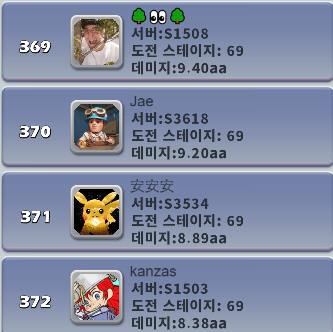 369
🌳👀🌳
서버:S1508
도전 스테이지: 69
데미지:9.40aa
370
Jae
서버:S3618
도전 스테이지: 69
데미지:9.20aa
371
安安安
서버:S3534
도전 스테이지: 69
데미지:8.89aa
372
kanzas
서버:S1503
도전 스테이지: 69
데미지:8.38aa